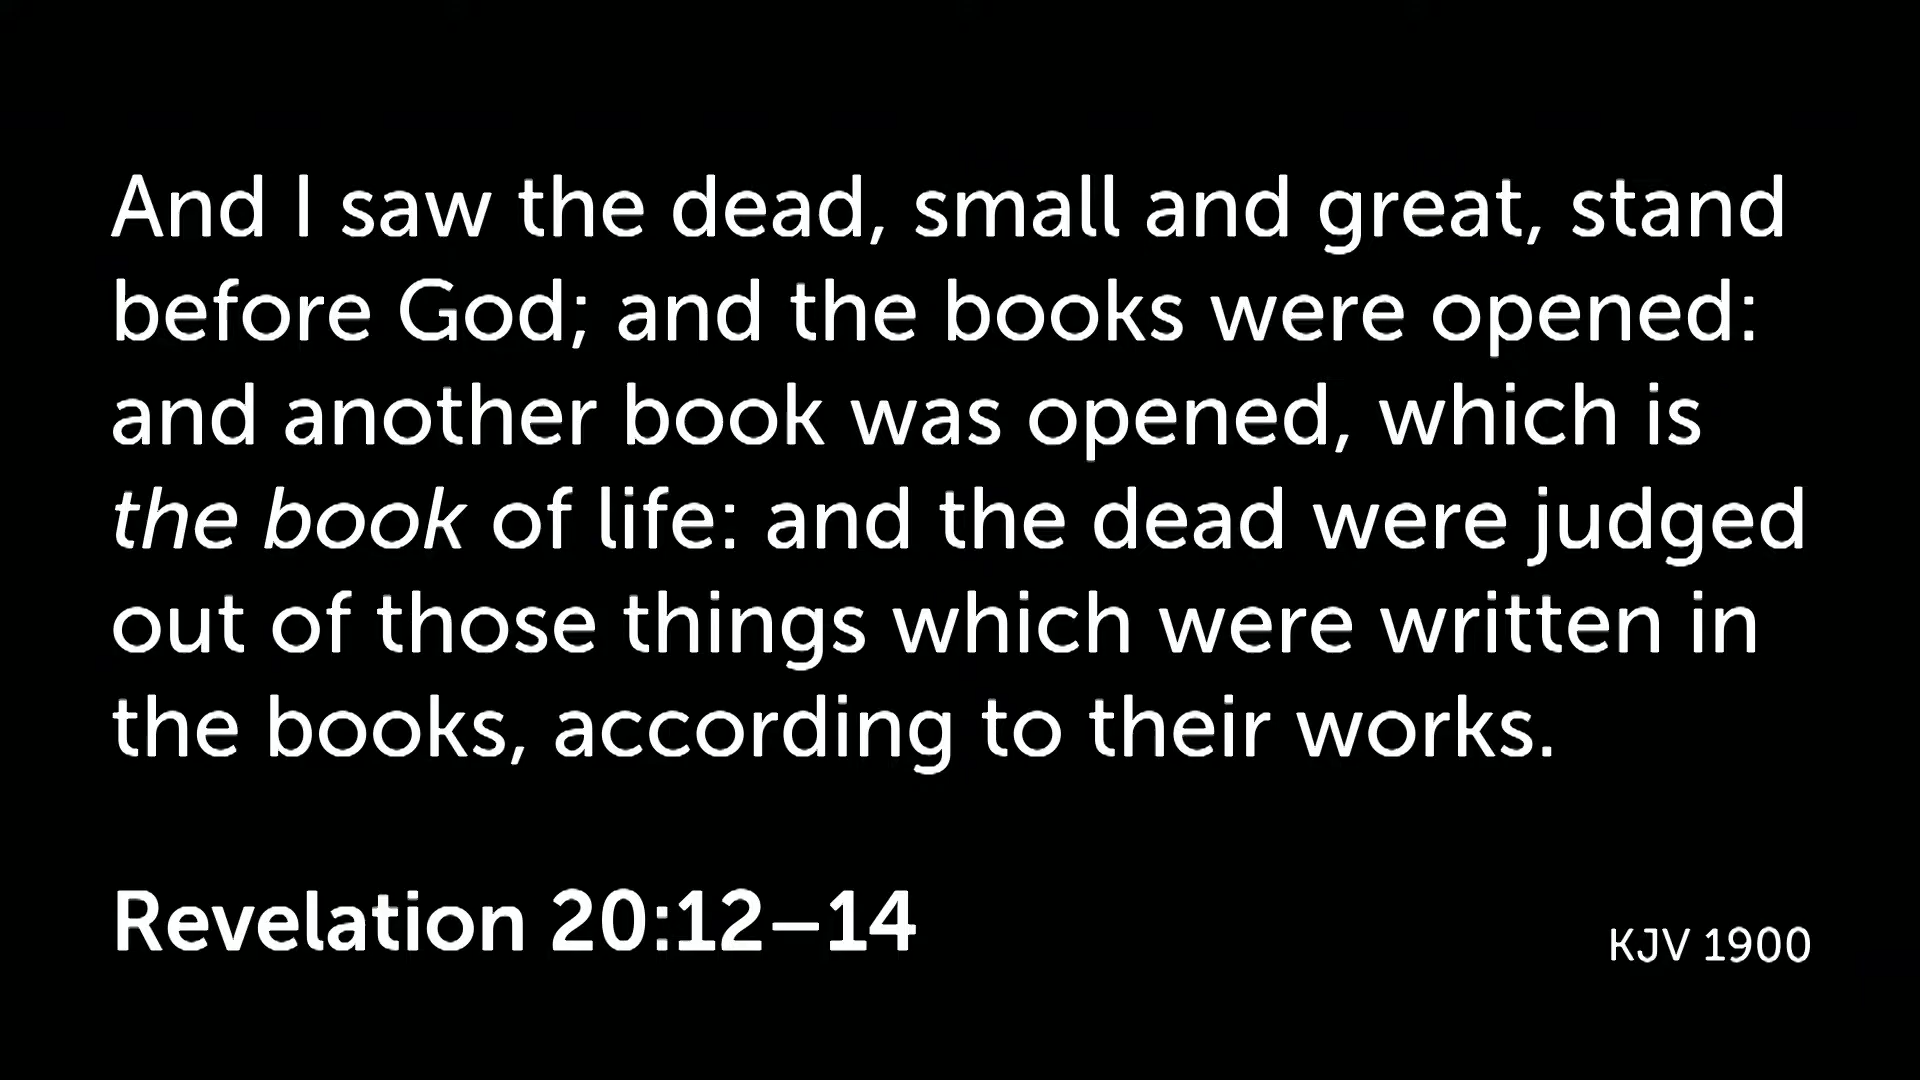 And I saw the dead, small and great, stand
before God; and the books were opened:
and another book was opened, which is
the book of life: and the dead were judged
out of those things which were written in
the books, according to their works.
Revelation 20:12–14
KJV 1900